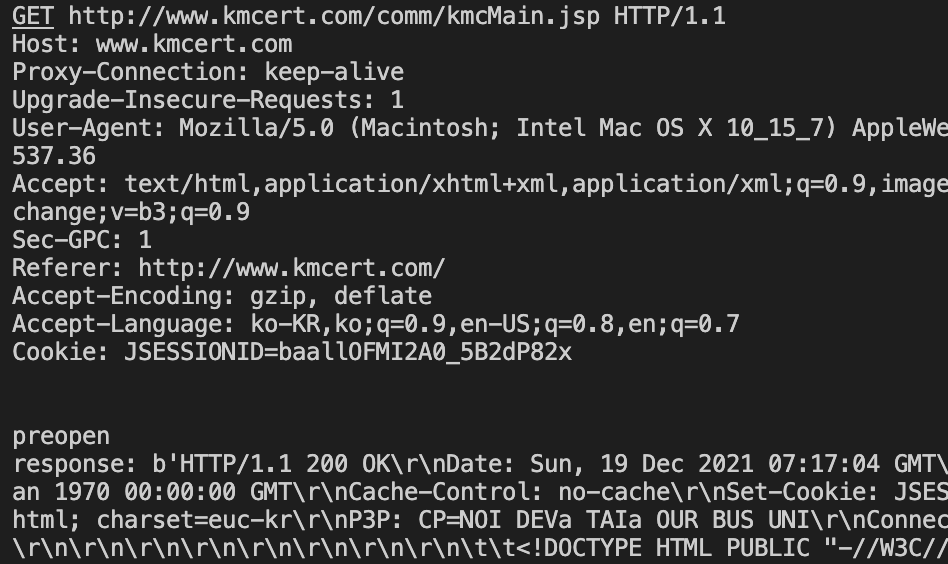 GET http://www.kmcert.com/comm/kmcMain.jsp HTTP/1.1
Host: www.kmcert.com
Proxy-Connection: keep-alive
Upgrade-Insecure-Requests: 1
User-Agent: Mozilla/5.0 (Macintosh; Intel Mac OS X 10_15_7) AppleWe
537.36
Accept: text/html,application/xhtml+xml,application/xml;q=0.9,image
change;v=b3;q=0.9
Sec-GPC: 1
Referer: http://www.kmcert.com/
Accept-Encoding: gzip, deflate
Accept-Language: ko-KR,ko;q=0.9,en-US;q=0.8,en;q=0.7
Cookie: JSESSIONID=baallOFMI2A0_5B2dP82x
preopen
response: b'HTTP/1.1 200 OK\r\nDate: Sun, 19 Dec 2021 07:17:04 GMT\
an 1970 00:00:00 GMT\r\nCache-Control: no-cache\r\nSet-Cookie: JSES
html; charset=euc-kr\r\nP3P: CP=NOI DEVa TAIa OUR BUS UNI\r\nConnec
\r\n\r\n\r\n\r\n\r\n\r\n\r\n\r\n\t\t<!DOCTYPE HTML PUBLIC "-//W3C//